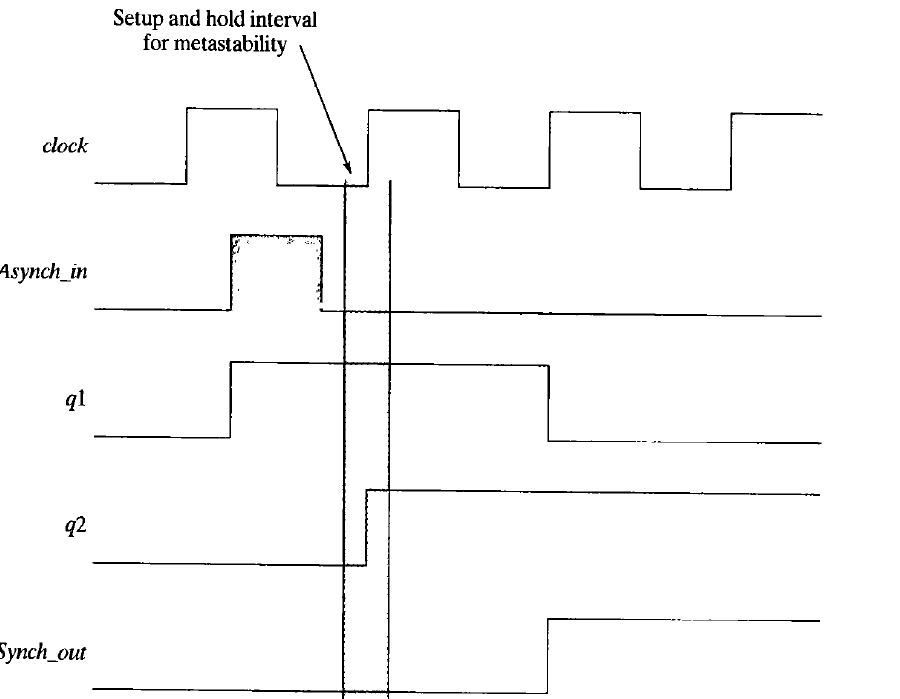 Setup and hold interval
for metastability
clock
Asynch_in
q1
q2
Synch_out